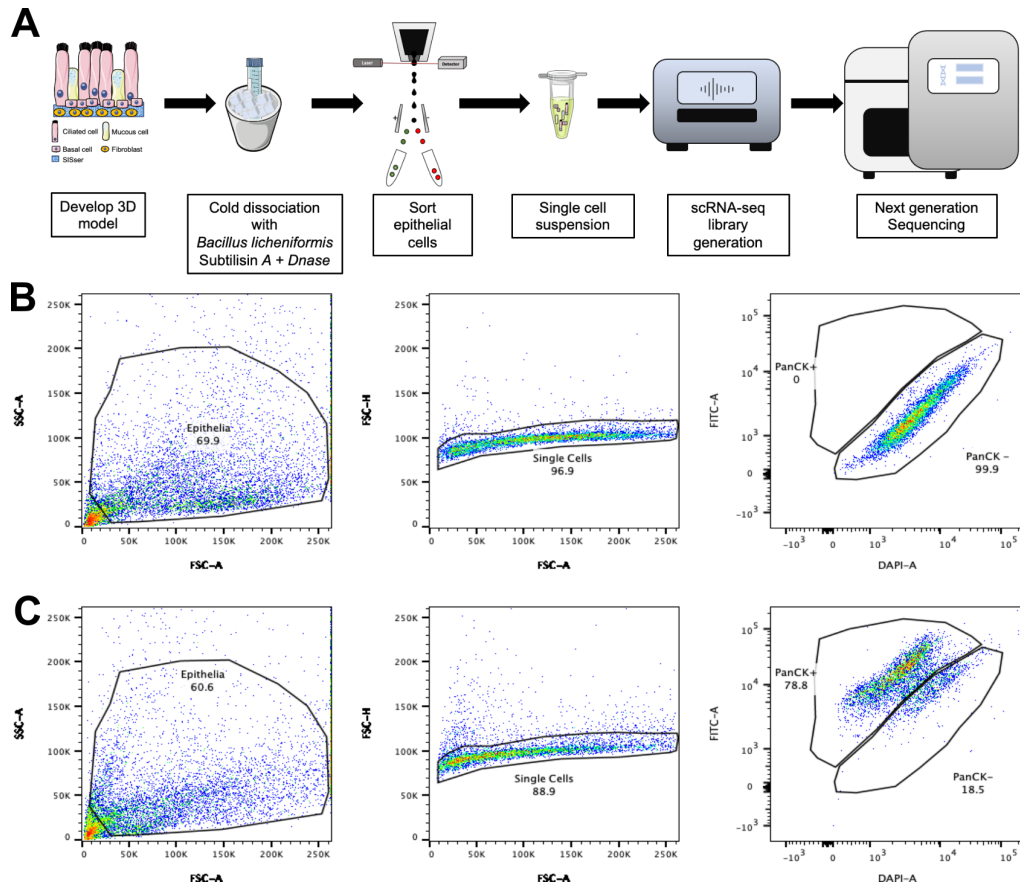 A
Laser
Detector
+
-
Ciliated cell
Mucous cell
Basal cell
Fibroblast
SISser
Develop 3D
model
Cold dissociation
with
Bacillus licheniformis
Subtilisin A + Dnase
Sort
epithelial
cells
Single cell
suspension
scRNA-seq
library
generation
Next generation
Sequencing
B
SSC-A
250K
200K
150K
100K
50K
0
Epithelia
69.9
0 50K 100K 150K 200K 250K
FSC-A
FSC-H
250K
200K
150K
100K
50K
0
Single Cells
96.9
0 50K 100K 150K 200K 250K
FSC-A
FITC-A
10^5
10^4
10^3
0
-10^3
PanCK+
0
PanCK -
99.9
-10^3 0 10^3 10^4 10^5
DAPI-A
C
SSC-A
250K
200K
150K
100K
50K
0
Epithelia
60.6
0 50K 100K 150K 200K 250K
FSC-A
FSC-H
250K
200K
150K
100K
50K
0
Single Cells
88.9
0 50K 100K 150K 200K 250K
FSC-A
FITC-A
10^5
10^4
10^3
0
-10^3
PanCK+
78.8
PanCK-
18.5
-10^3 0 10^3 10^4 10^5
DAPI-A